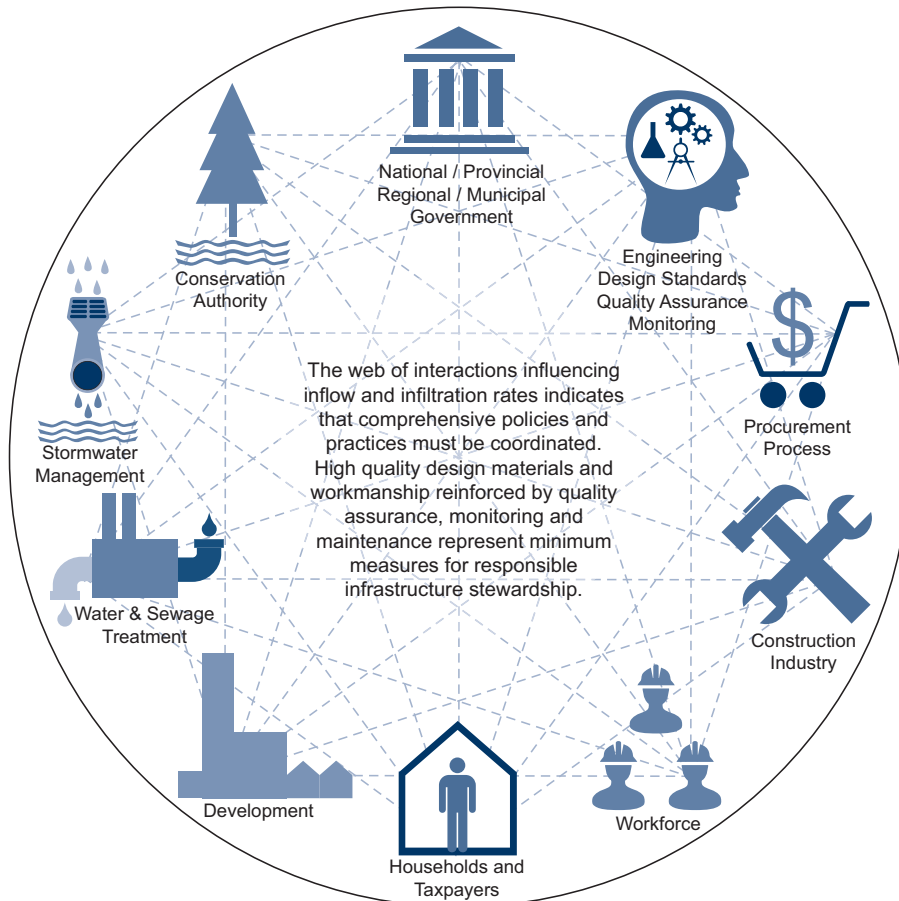 National / Provincial
Regional / Municipal
Government
Engineering
Design Standards
Quality Assurance
Monitoring
$
Procurement
Process
Construction
Industry
Workforce
Households and
Taxpayers
Development
Water & Sewage
Treatment
Stormwater
Management
Conservation
Authority
The web of interactions influencing
inflow and infiltration rates indicates
that comprehensive policies and
practices must be coordinated.
High quality design materials and
workmanship reinforced by quality
assurance, monitoring and
maintenance represent minimum
measures for responsible
infrastructure stewardship.